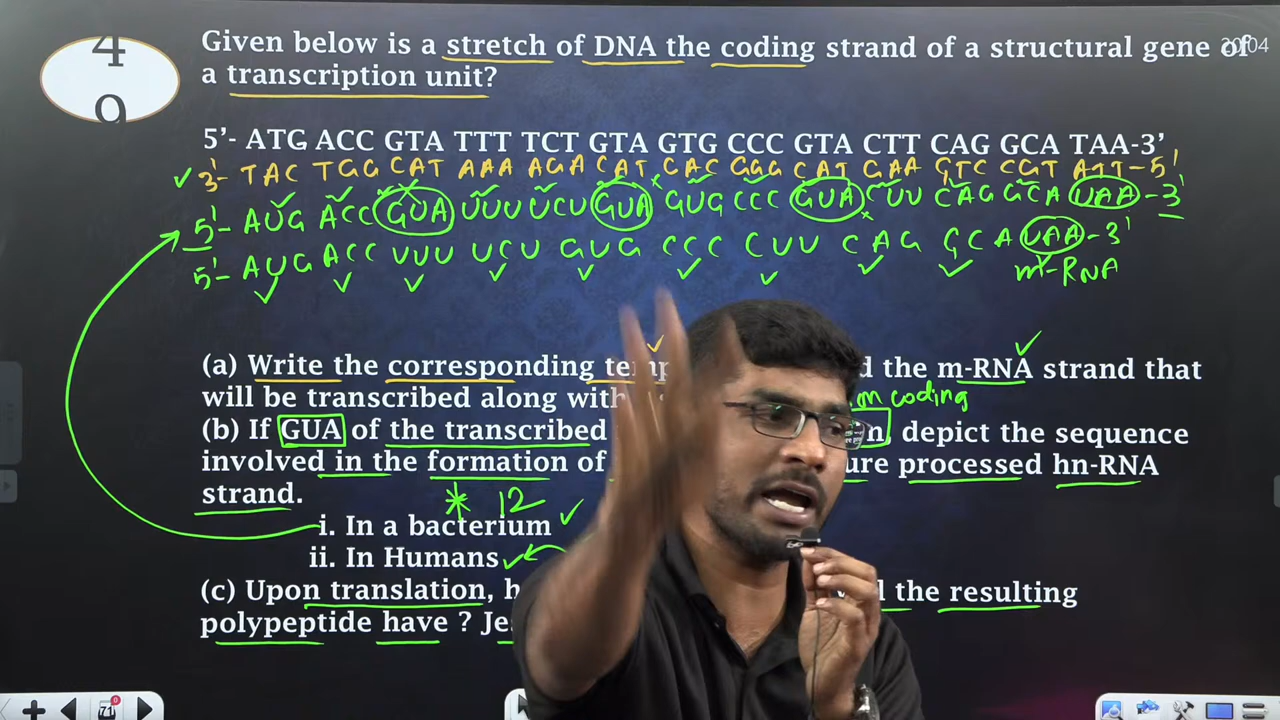 4
9
Given below is a stretch of DNA the coding strand of a structural gene of
a transcription unit?
5'- ATG ACC GTA TTT TCT GTA GTG CCC GTA CTT CAG GCA TAA-3'
3'- TAC TGG CAT AAA AGA CAT CAC GGG CAT GAA GTC CGT ATT-5'
5'- AUG ACC GUA UUU UCU GUA GUG CCC GUA CUU CAG GCA UAA-3'
5'- AUG ACC UUU UCU GUG CCC CUU CAG GCA UAA-3'
m-RNA
(a) Write the corresponding the m-RNA strand that
will be transcribed along with coding
(b) If GUA of the transcribed depict the sequence
involved in the formation of processed hn-RNA
strand.
* 12
i. In a bacterium
ii. In Humans
(c) Upon translation, the resulting
polypeptide have ?
71